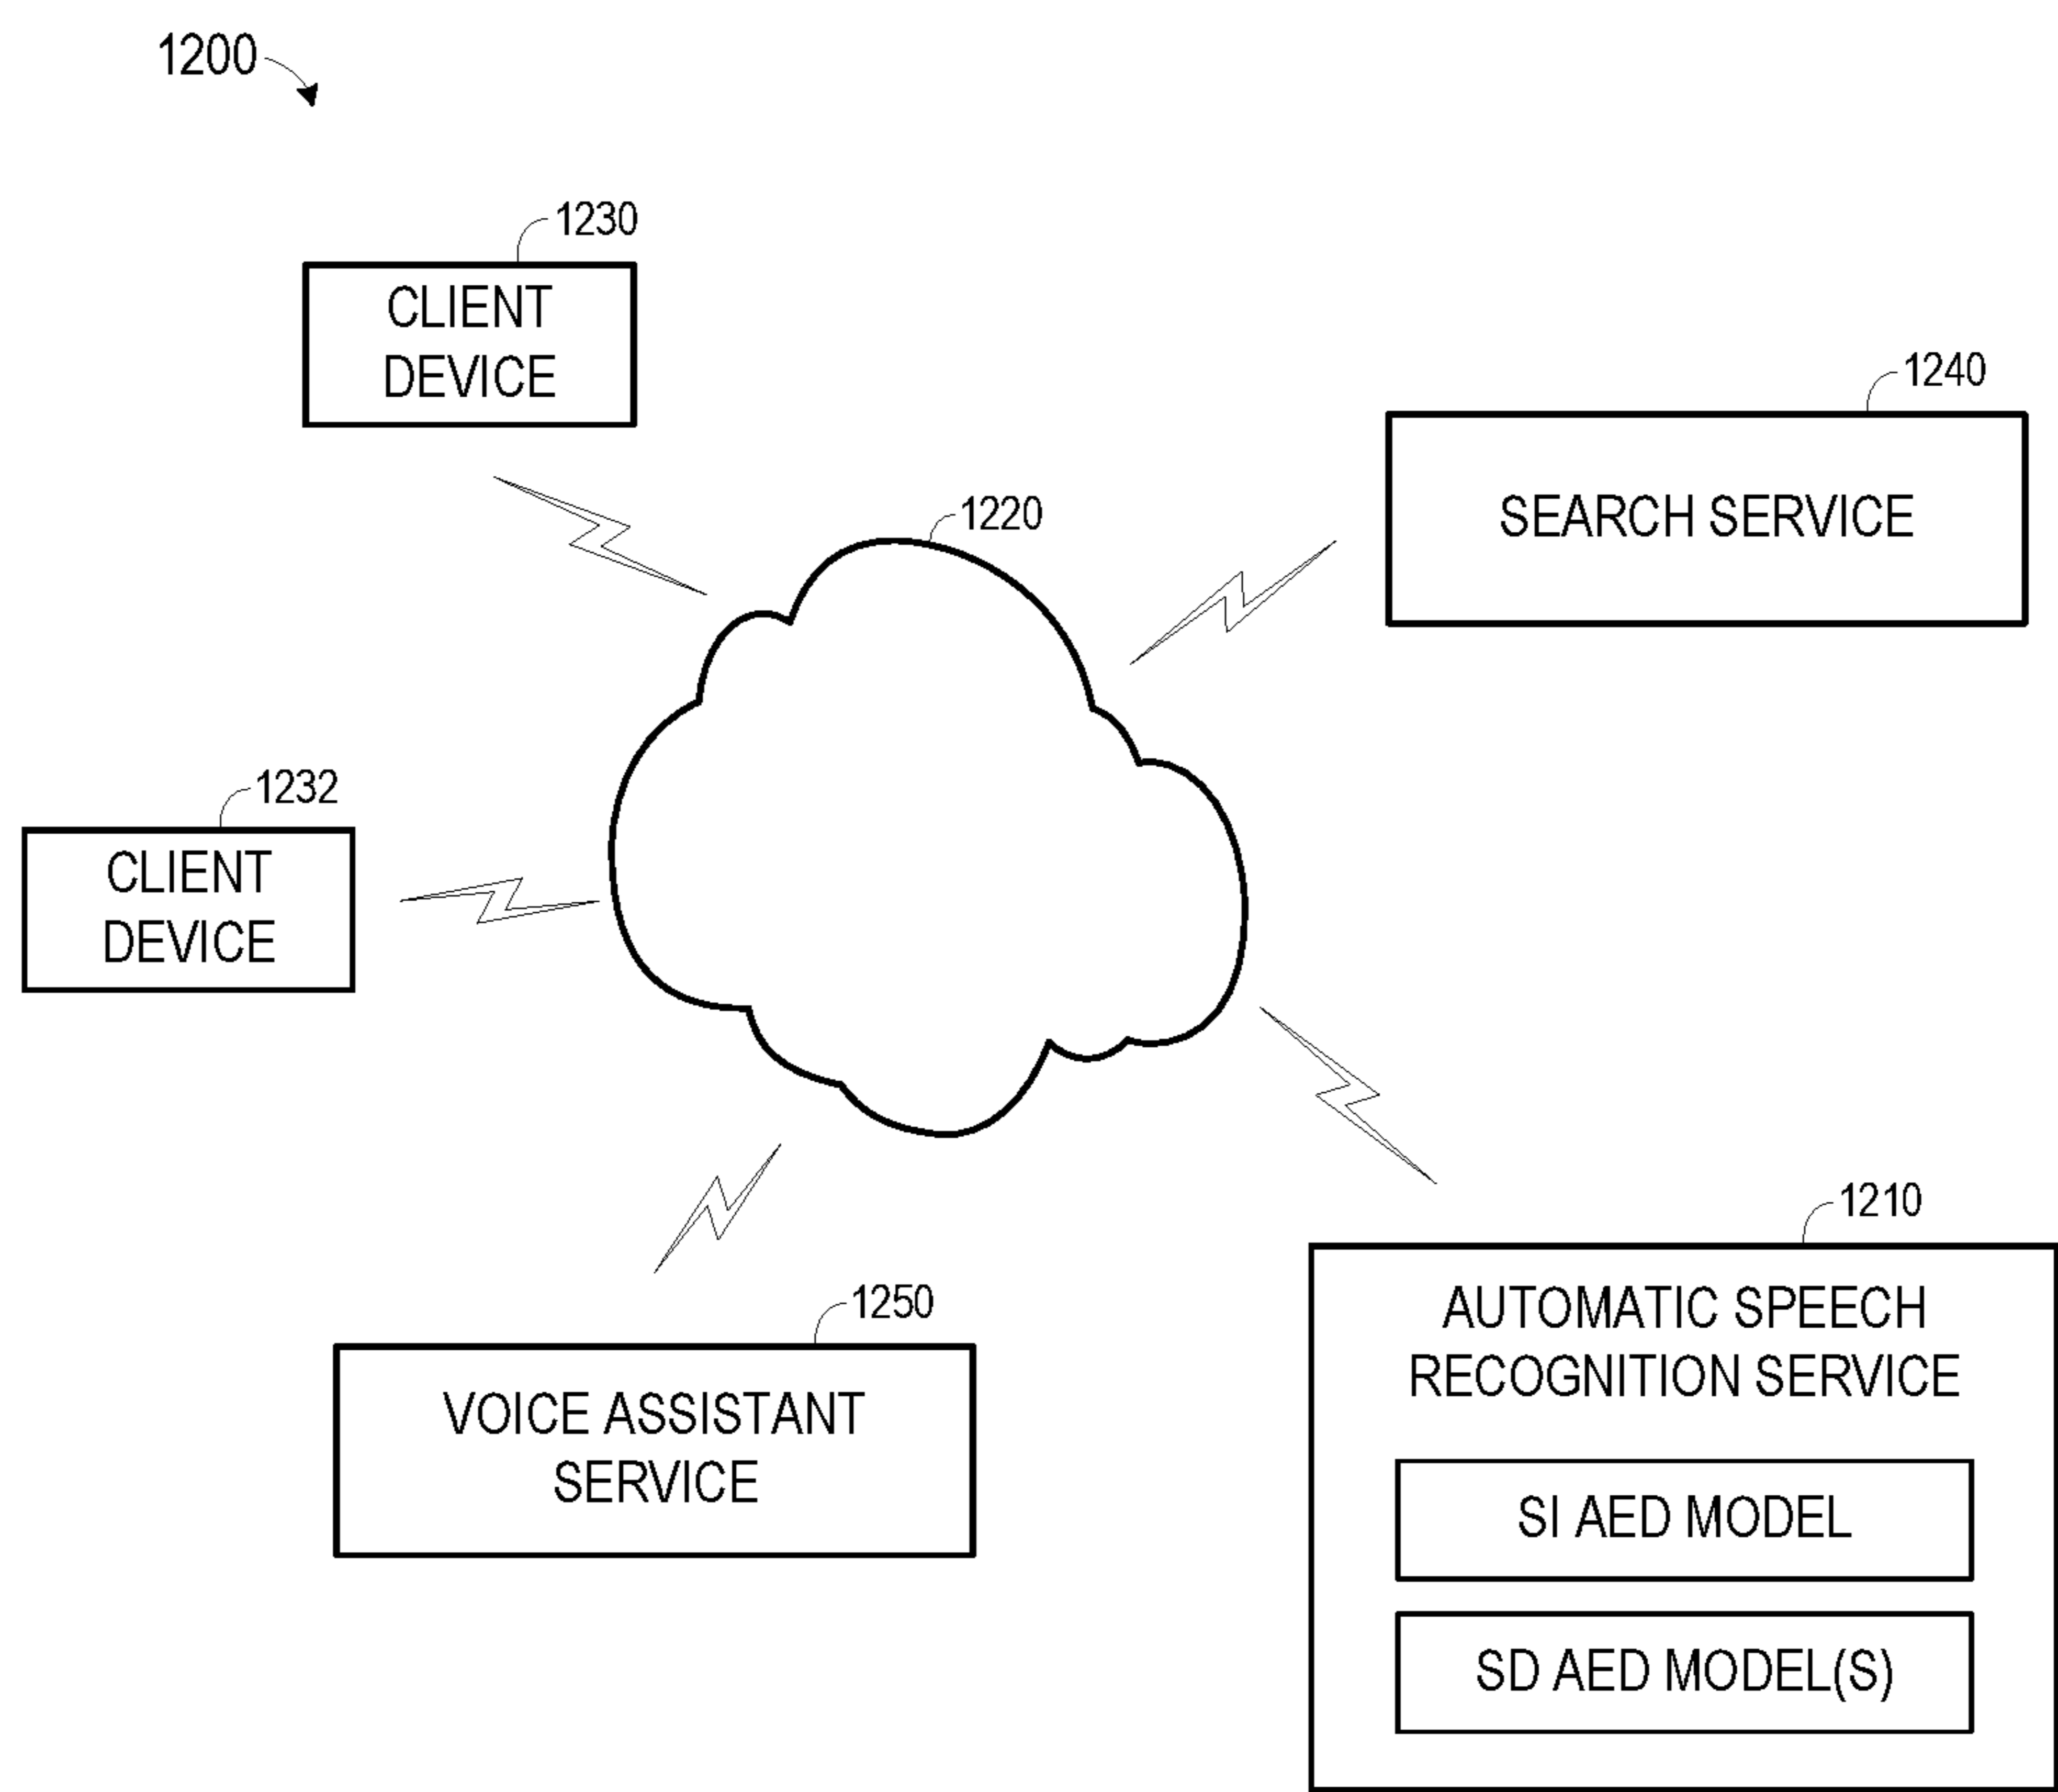 1200
1230
CLIENT
DEVICE
1240
SEARCH SERVICE
1220
1232
CLIENT
DEVICE
1210
AUTOMATIC SPEECH
RECOGNITION SERVICE
SI AED MODEL
SD AED MODEL(S)
1250
VOICE ASSISTANT
SERVICE